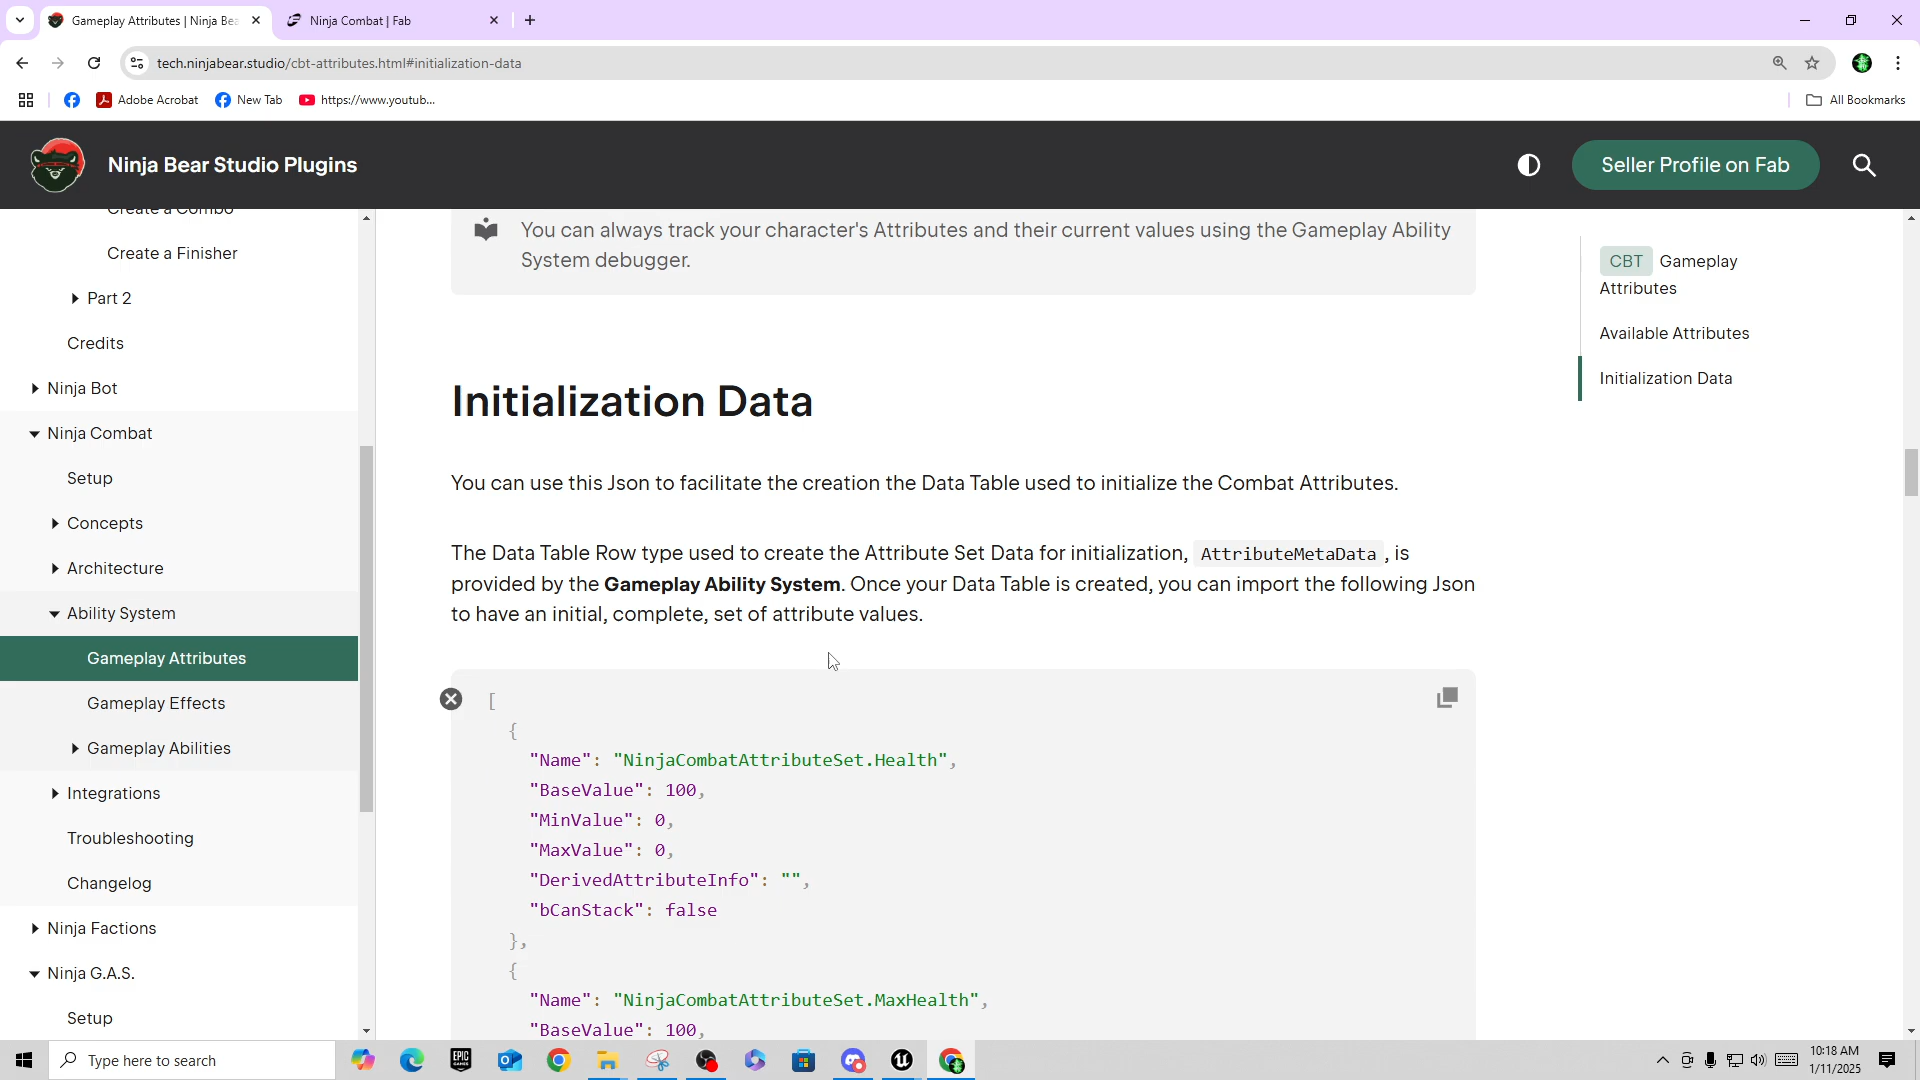 Gameplay Attributes | Ninja Bea
Ninja Combat | Fab
tech.ninjabear.studio/cbt-attributes.html#initialization-data
Adobe Acrobat
New Tab
https://www.youtub...
All Bookmarks
Ninja Bear Studio Plugins
Seller Profile on Fab
Create a Combo
Create a Finisher
Part 2
Credits
Ninja Bot
Ninja Combat
Setup
Concepts
Architecture
Ability System
Gameplay Attributes
Gameplay Effects
Gameplay Abilities
Integrations
Troubleshooting
Changelog
Ninja Factions
Ninja G.A.S.
Setup
You can always track your character's Attributes and their current values using the Gameplay Ability
System debugger.
Initialization Data
You can use this Json to facilitate the creation the Data Table used to initialize the Combat Attributes.
The Data Table Row type used to create the Attribute Set Data for initialization, AttributeMetaData , is
provided by the Gameplay Ability System. Once your Data Table is created, you can import the following Json
to have an initial, complete, set of attribute values.
[
{
"Name": "NinjaCombatAttributeSet.Health",
"BaseValue": 100,
"MinValue": 0,
"MaxValue": 0,
"DerivedAttributeInfo": "",
"bCanStack": false
},
{
"Name": "NinjaCombatAttributeSet.MaxHealth",
"BaseValue": 100,
CBT Gameplay
Attributes
Available Attributes
Initialization Data
Type here to search
EPIC
GAMES
10:18 AM
1/11/2025